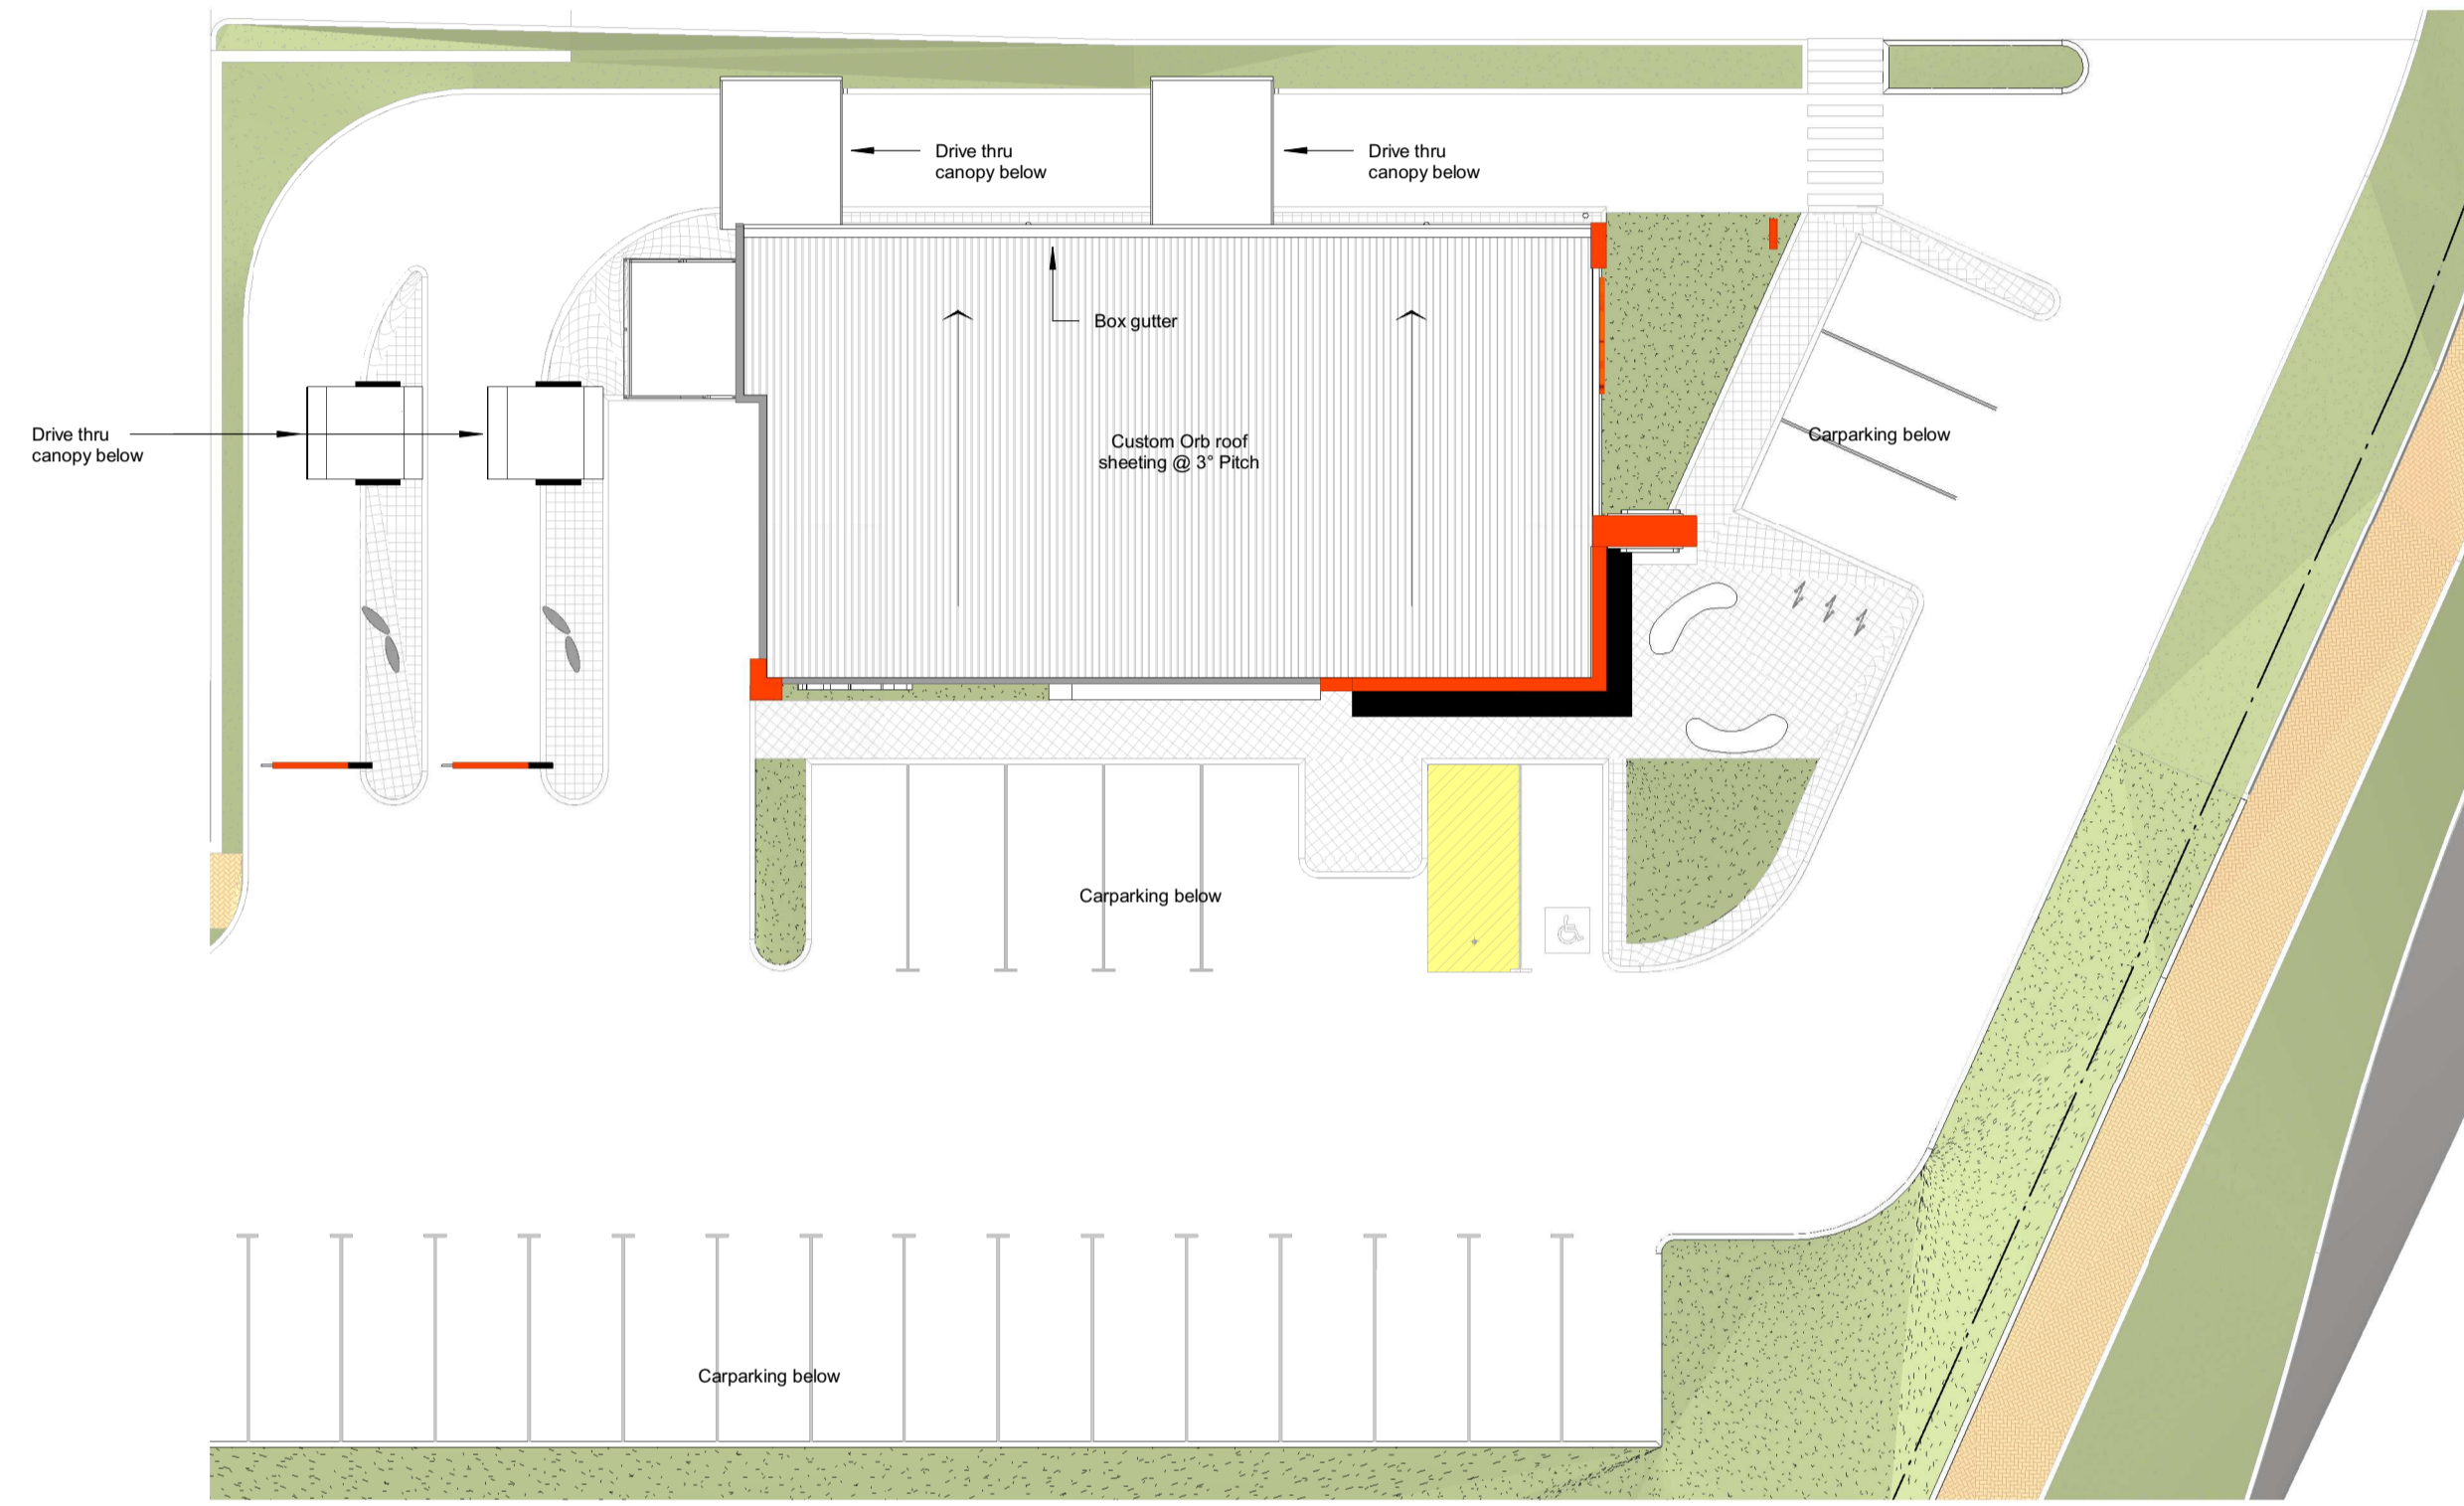 Drive thru
canopy below
Drive thru
canopy below
Box gutter
Drive thru
canopy below
Custom Orb roof
sheeting @ 3° Pitch
Carparking below
Carparking below
Carparking below